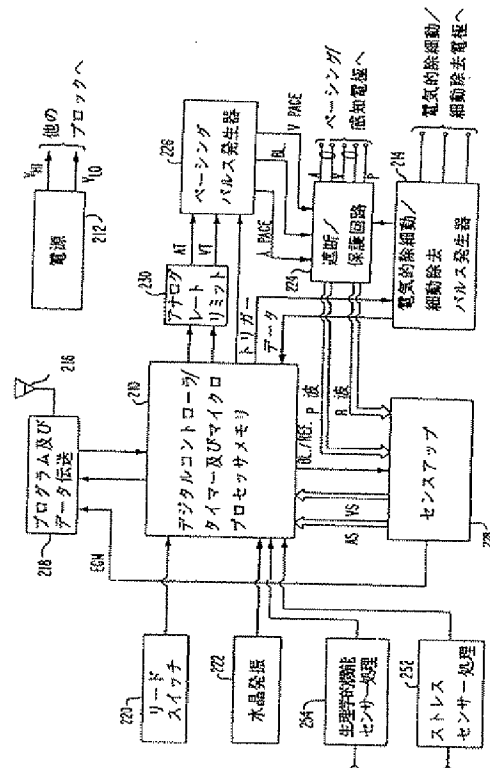 電源
212
VHI
VLO
他の
ブロックへ
216
プログラム及び
データ伝送
218
EGM
220
リード
スイッチ
222
水晶発振
254
生理学的機能
センサー処理
252
ストレス
センサー処理
210
デジタルコントローラ/
タイマー及びマイクロ
プロセッサメモリ
230
アナログ
レート
リミット
AT
VT
226
ペーシング
パルス発生器
トリガー
データ
A PACE
BL.
V PACE
224
遮断/
保護回路
ペーシング/
感知電極へ
214
電気的除細動/
細動除去
パルス発生器
電気的除細動/
細動除去電極へ
BL./REF.
P 波
R 波
AS
VS
センスアップ
228